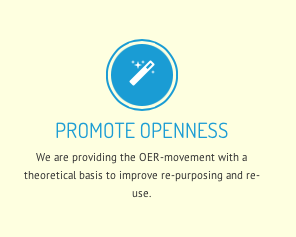 PROMOTE OPENNESS
We are providing the OER-movement with a
theoretical basis to improve re-purposing and re-
use.